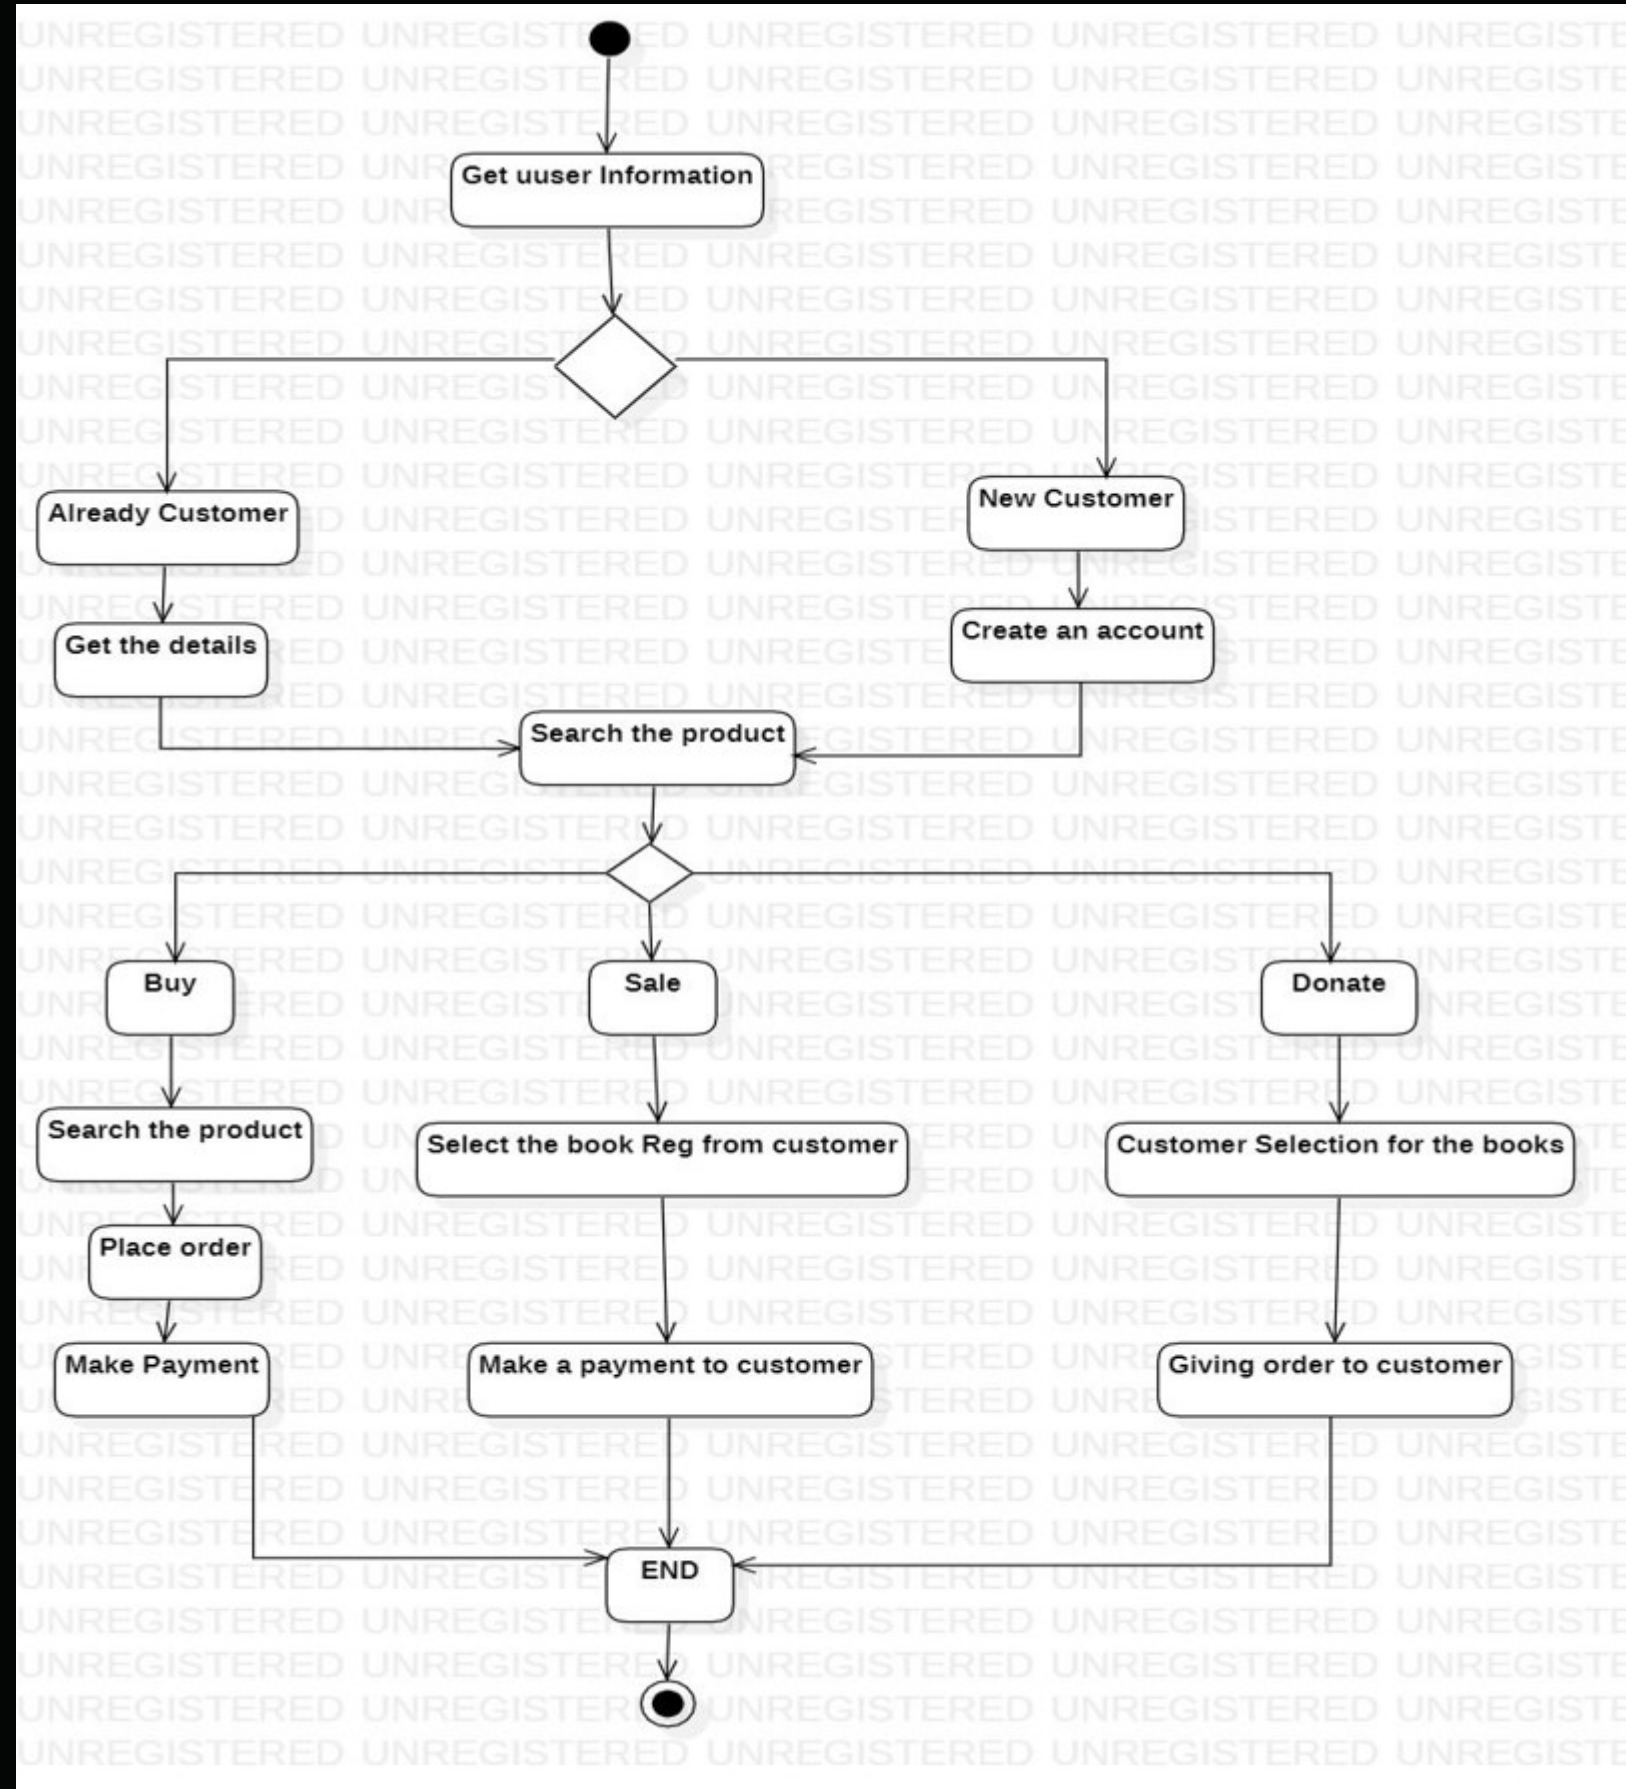 Get uuser Information
Already Customer
New Customer
Get the details
Create an account
Search the product
Buy
Sale
Donate
Search the product
Select the book Reg from customer
Customer Selection for the books
Place order
Make Payment
Make a payment to customer
Giving order to customer
END
UNREGISTERED